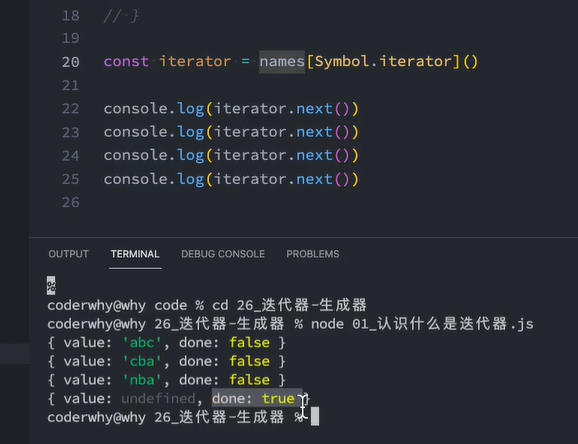 18 // }
19
20 const iterator = names[Symbol.iterator]()
21
22 console.log(iterator.next())
23 console.log(iterator.next())
24 console.log(iterator.next())
25 console.log(iterator.next())
26
OUTPUT TERMINAL DEBUG CONSOLE PROBLEMS
%
coderwhy@why code % cd 26_迭代器-生成器
coderwhy@why 26_迭代器-生成器 % node 01_认识什么是迭代器.js
{ value: 'abc', done: false }
{ value: 'cba', done: false }
{ value: 'nba', done: false }
{ value: undefined, done: true }
coderwhy@why 26_迭代器-生成器 %